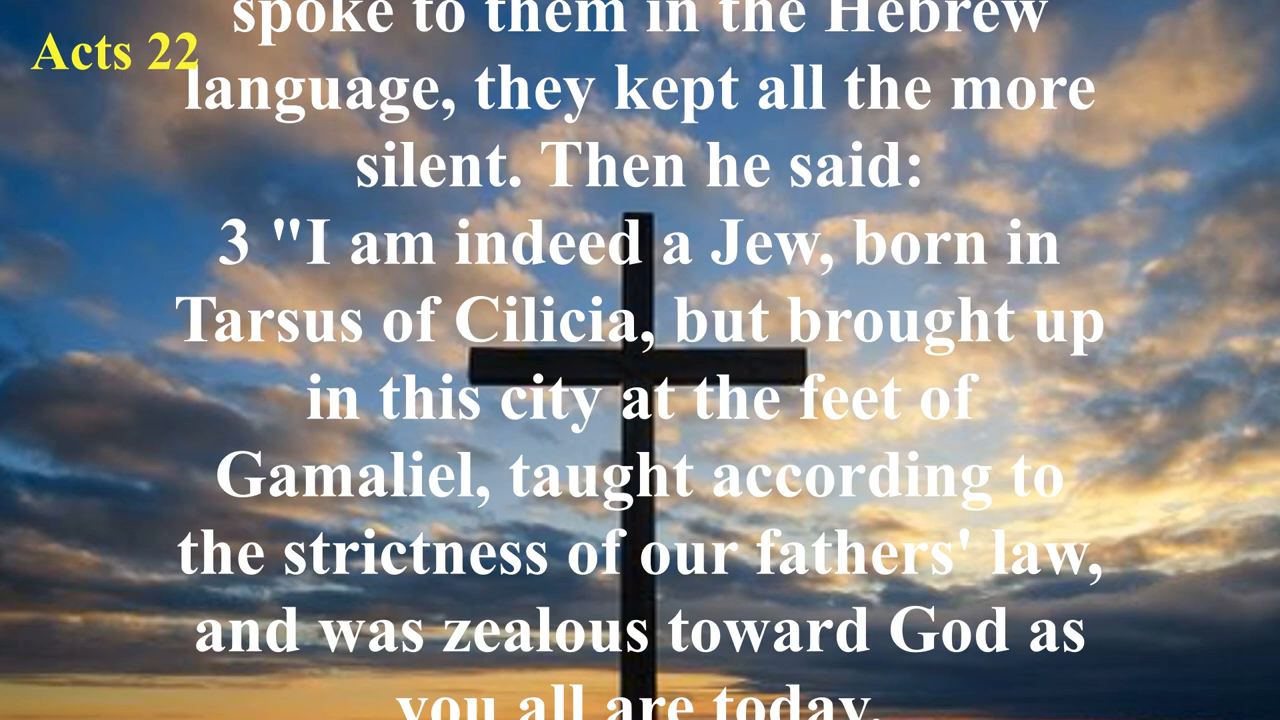 Acts 22
spoke to them in the Hebrew
language, they kept all the more
silent. Then he said:
3 "I am indeed a Jew, born in
Tarsus of Cilicia, but brought up
in this city at the feet of
Gamaliel, taught according to
the strictness of our fathers' law,
and was zealous toward God as
you all are today.